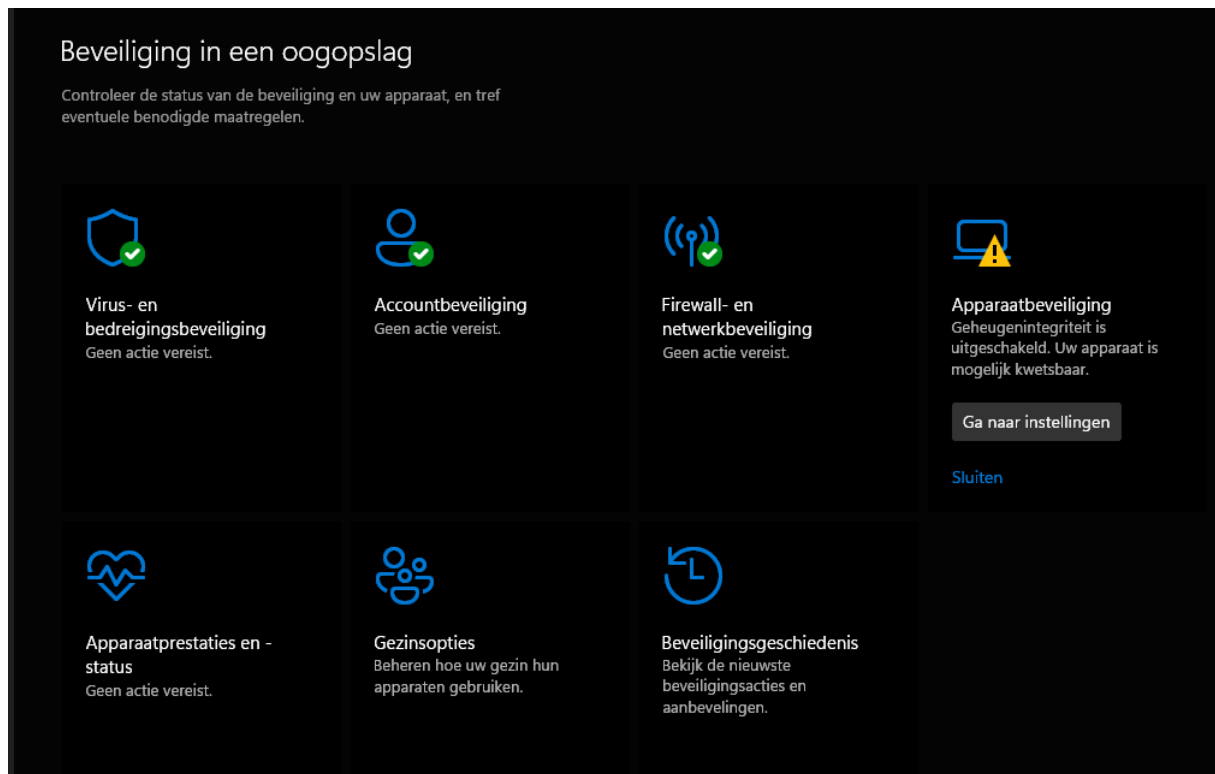 Beveiliging in een oogopslag
Controleer de status van de beveiliging en uw apparaat, en tref
eventuele benodigde maatregelen.
Virus- en
bedreigingsbeveiliging
Geen actie vereist.
Accountbeveiliging
Geen actie vereist.
Firewall- en
netwerkbeveiliging
Geen actie vereist.
Apparaatbeveiliging
Geheugenintegriteit is
uitgeschakeld. Uw apparaat is
mogelijk kwetsbaar.
Ga naar instellingen
Sluiten
Apparaatprestaties en -
status
Geen actie vereist.
Gezinsopties
Beheren hoe uw gezin hun
apparaten gebruiken.
Beveiligingsgeschiedenis
Bekijk de nieuwste
beveiligingsacties en
aanbevelingen.